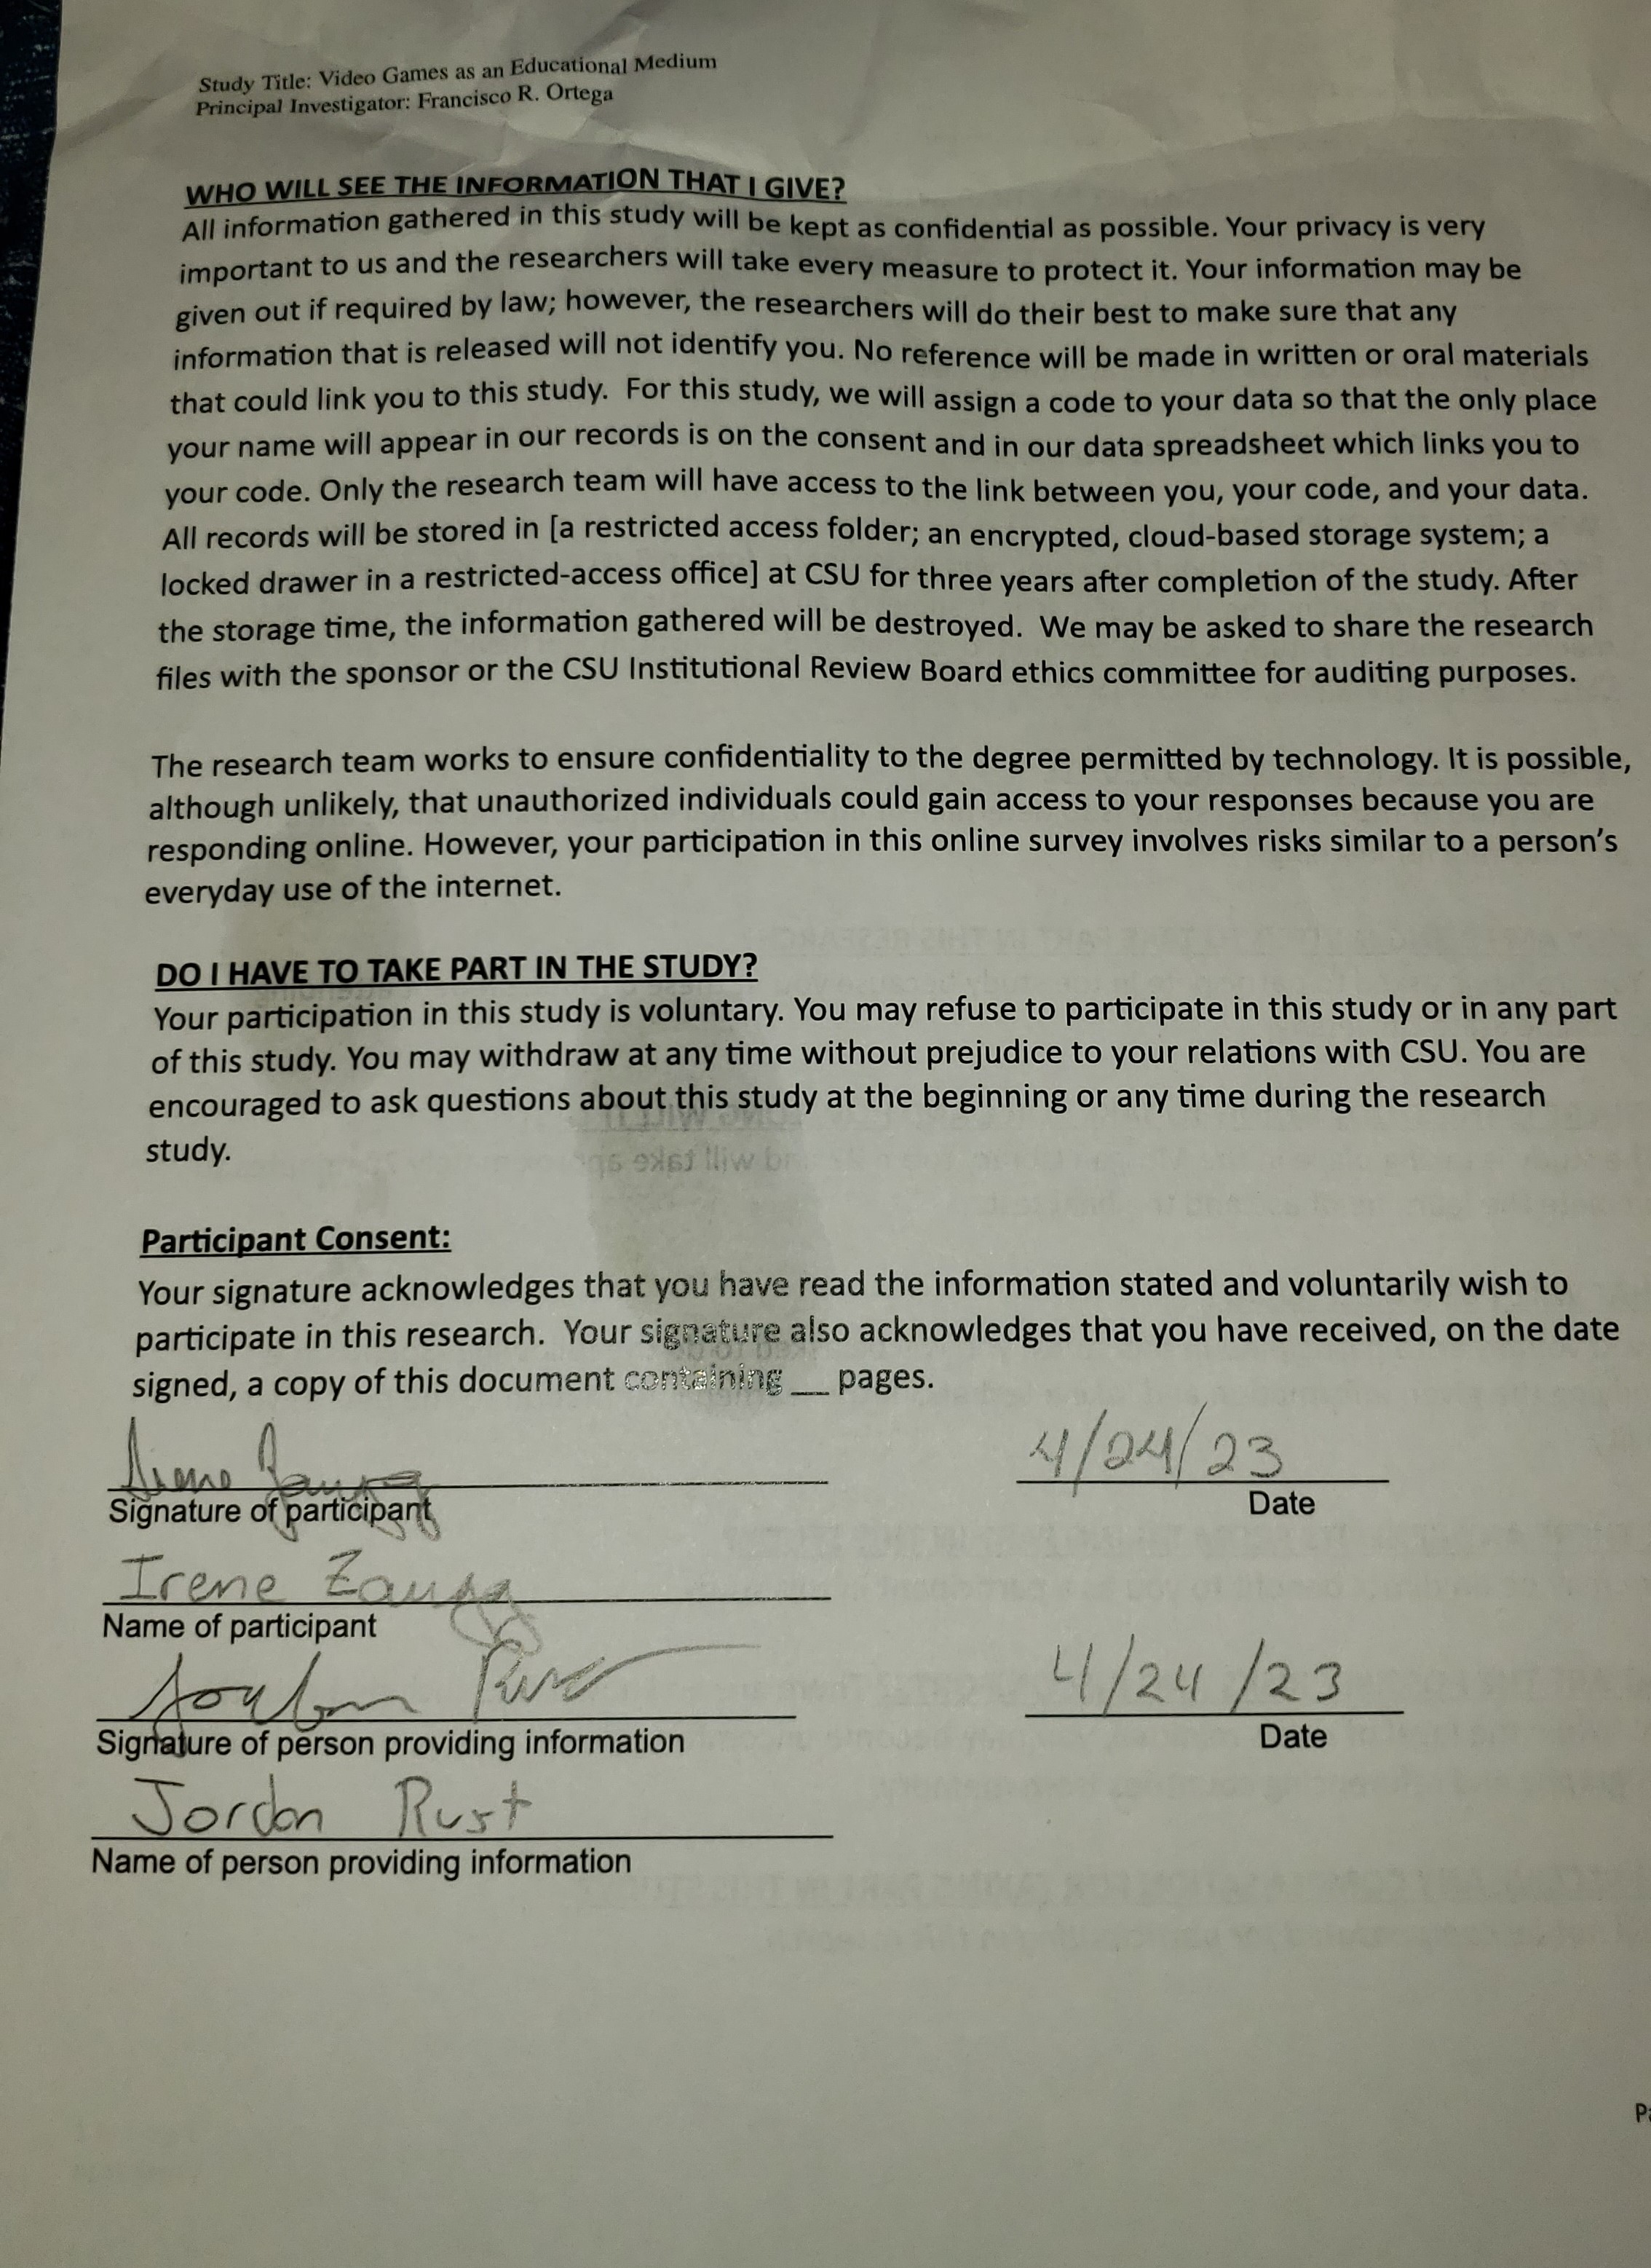 Study Title: Video Games as an Educational Medium
Principal Investigator: Francisco R. Ortega
WHO WILL SEE THE INFORMATION THAT I GIVE?
All information gathered in this study will be kept as confidential as possible. Your privacy is very
important to us and the researchers will take every measure to protect it. Your information may be
given out if required by law; however, the researchers will do their best to make sure that any
information that is released will not identify you. No reference will be made in written or oral materials
that could link you to this study.  For this study, we will assign a code to your data so that the only place
your name will appear in our records is on the consent and in our data spreadsheet which links you to
your code. Only the research team will have access to the link between you, your code, and your data.
All records will be stored in [a restricted access folder; an encrypted, cloud-based storage system; a
locked drawer in a restricted-access office] at CSU for three years after completion of the study. After
the storage time, the information gathered will be destroyed.  We may be asked to share the research
files with the sponsor or the CSU Institutional Review Board ethics committee for auditing purposes.
The research team works to ensure confidentiality to the degree permitted by technology. It is possible,
although unlikely, that unauthorized individuals could gain access to your responses because you are
responding online. However, your participation in this online survey involves risks similar to a person's
everyday use of the internet.
DO I HAVE TO TAKE PART IN THE STUDY?
Your participation in this study is voluntary. You may refuse to participate in this study or in any part
of this study. You may withdraw at any time without prejudice to your relations with CSU. You are
encouraged to ask questions about this study at the beginning or any time during the research
study.
Participant Consent:
Your signature acknowledges that you have read the information stated and voluntarily wish to
participate in this research.  Your signature also acknowledges that you have received, on the date
signed, a copy of this document containing __ pages.
Irene 4/24/23
Signature of participant Date
Irene
Name of participant
Jordan Rust 4/24/23
Signature of person providing information Date
Jordan Rust
Name of person providing information